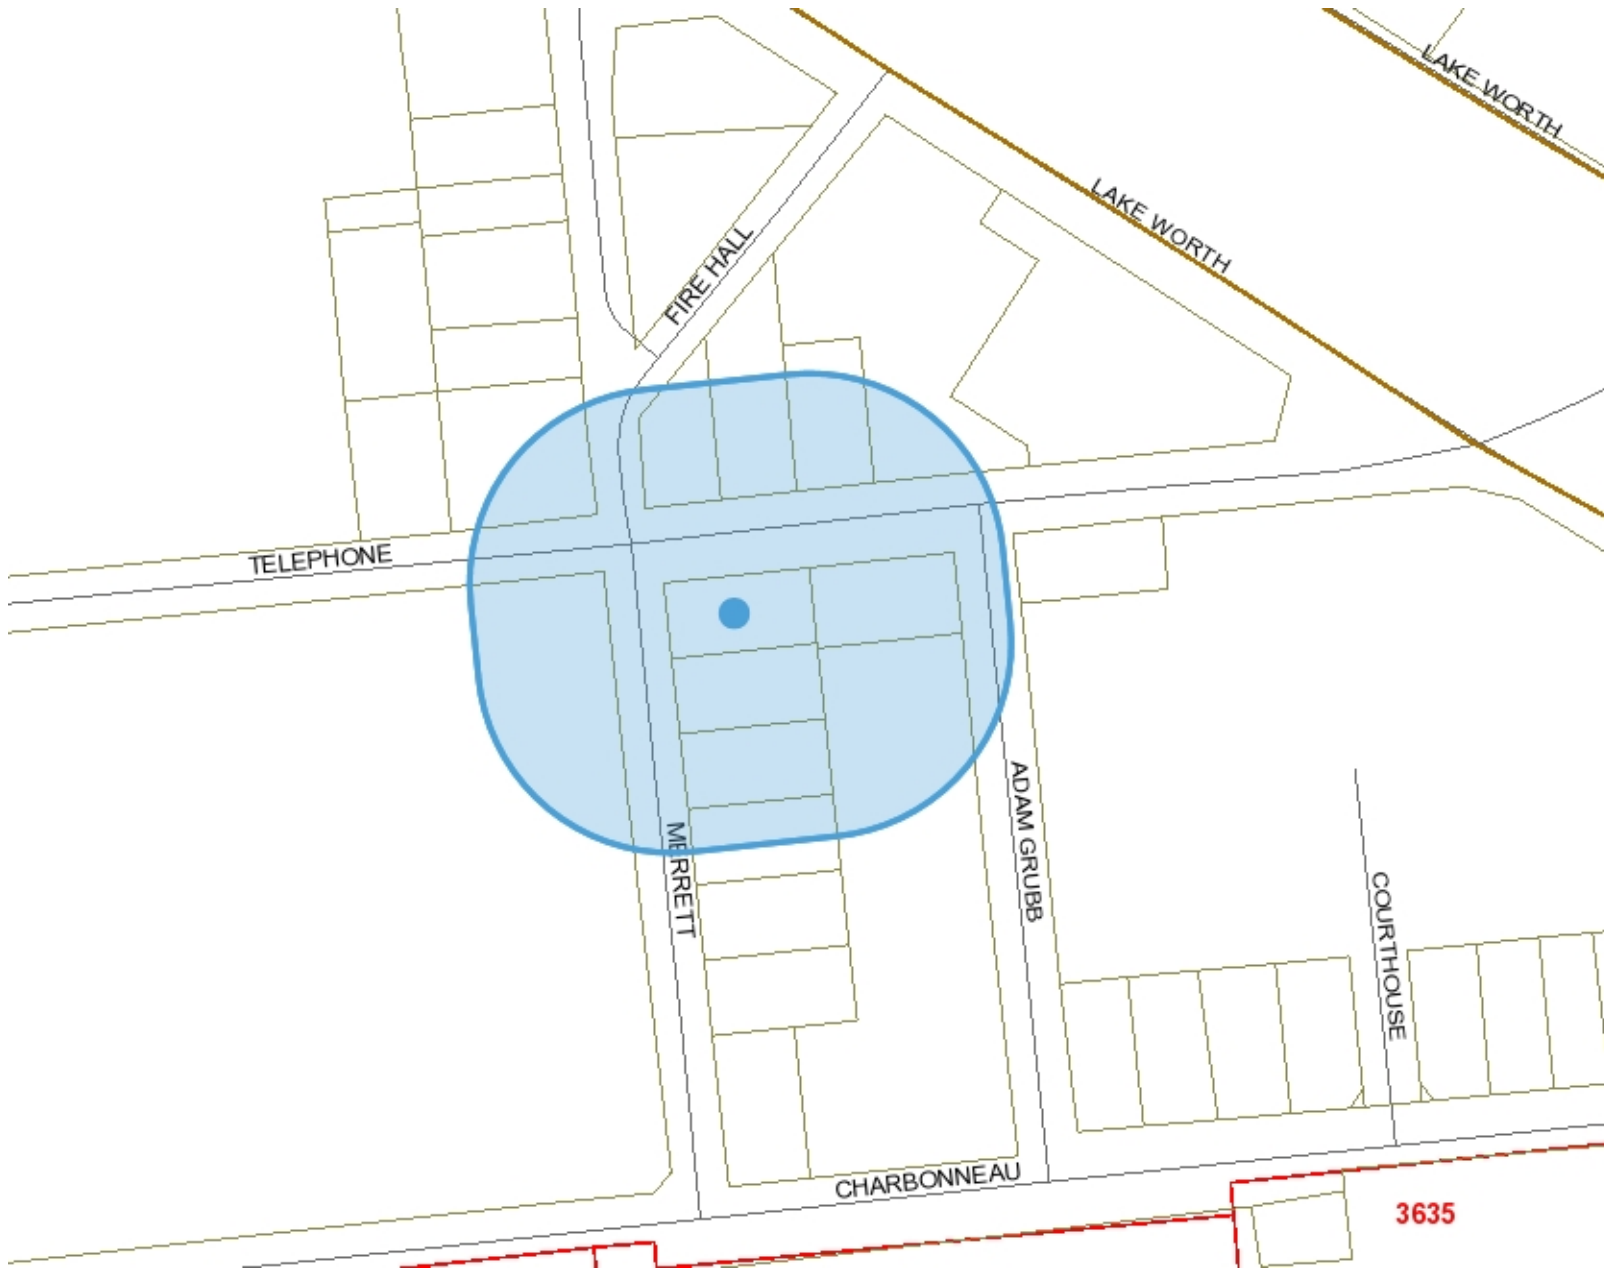 LAKE WORTH
LAKE WORTH
FIRE HALL
TELEPHONE
MERRETT
ADAM GRUBB
COURTHOUSE
CHARBONNEAU
3635